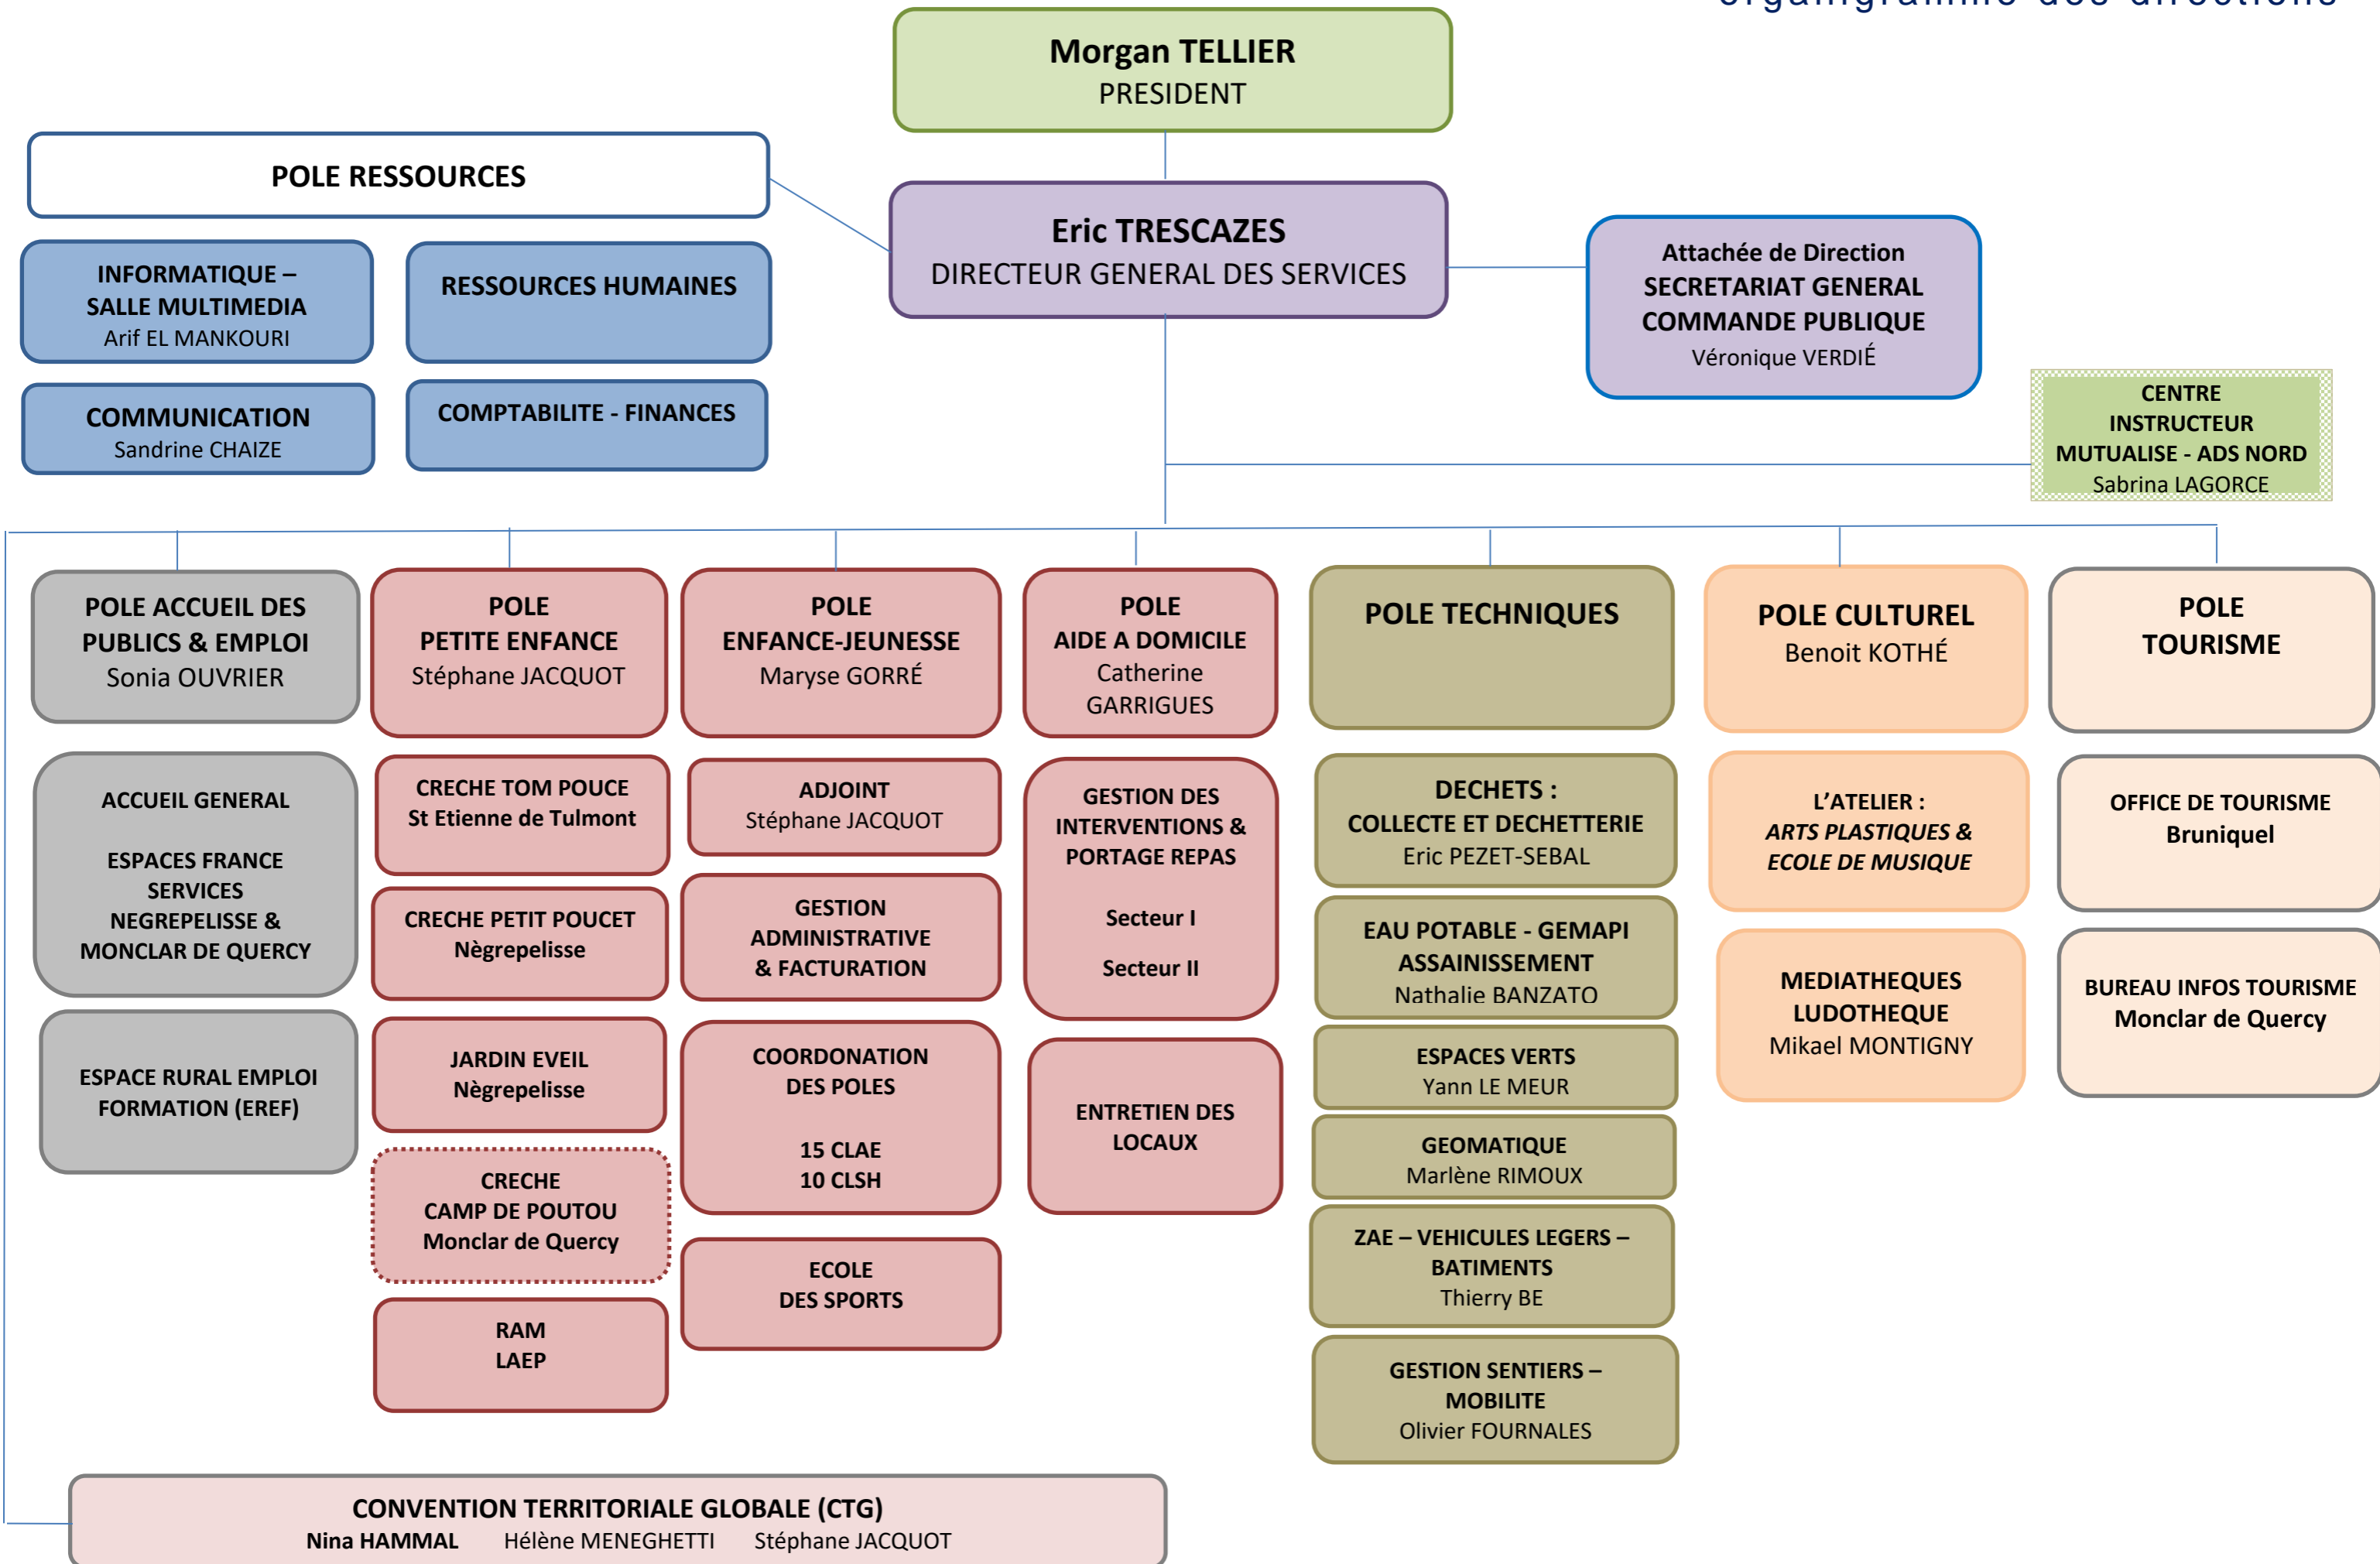 organigramme des directions
Morgan TELLIER
PRESIDENT
POLE RESSOURCES
Eric TRESCAZES
DIRECTEUR GENERAL DES SERVICES
Attachée de Direction
SECRETARIAT GENERAL
COMMANDE PUBLIQUE
Véronique VERDIÉ
INFORMATIQUE –
SALLE MULTIMEDIA
Arif EL MANKOURI
RESSOURCES HUMAINES
COMMUNICATION
Sandrine CHAIZE
COMPTABILITE - FINANCES
CENTRE
INSTRUCTEUR
MUTUALISE - ADS NORD
Sabrina LAGORCE
POLE ACCUEIL DES
PUBLICS & EMPLOI
Sonia OUVRIER
ACCUEIL GENERAL
ESPACES FRANCE
SERVICES
NEGREPELISSE &
MONCLAR DE QUERCY
ESPACE RURAL EMPLOI
FORMATION (EREF)
POLE
PETITE ENFANCE
Stéphane JACQUOT
CRECHE TOM POUCE
St Etienne de Tulmont
CRECHE PETIT POUCET
Nègrepelisse
JARDIN EVEIL
Nègrepelisse
CRECHE
CAMP DE POUTOU
Monclar de Quercy
RAM
LAEP
POLE
ENFANCE-JEUNESSE
Maryse GORRÉ
ADJOINT
Stéphane JACQUOT
GESTION
ADMINISTRATIVE
& FACTURATION
COORDONATION
DES POLES
15 CLAE
10 CLSH
ECOLE
DES SPORTS
POLE
AIDE A DOMICILE
Catherine
GARRIGUES
GESTION DES
INTERVENTIONS &
PORTAGE REPAS
Secteur I
Secteur II
ENTRETIEN DES
LOCAUX
POLE TECHNIQUES
DECHETS :
COLLECTE ET DECHETTERIE
Eric PEZET-SEBAL
EAU POTABLE - GEMAPI
ASSAINISSEMENT
Nathalie BANZATO
ESPACES VERTS
Yann LE MEUR
GEOMATIQUE
Marlène RIMOUX
ZAE – VEHICULES LEGERS –
BATIMENTS
Thierry BE
GESTION SENTIERS –
MOBILITE
Olivier FOURNALES
POLE CULTUREL
Benoit KOTHÉ
L’ATELIER :
ARTS PLASTIQUES &
ECOLE DE MUSIQUE
MEDIATHEQUES
LUDOTHEQUE
Mikael MONTIGNY
POLE
TOURISME
OFFICE DE TOURISME
Bruniquel
BUREAU INFOS TOURISME
Monclar de Quercy
CONVENTION TERRITORIALE GLOBALE (CTG)
Nina HAMMAL Hélène MENEGHETTI Stéphane JACQUOT